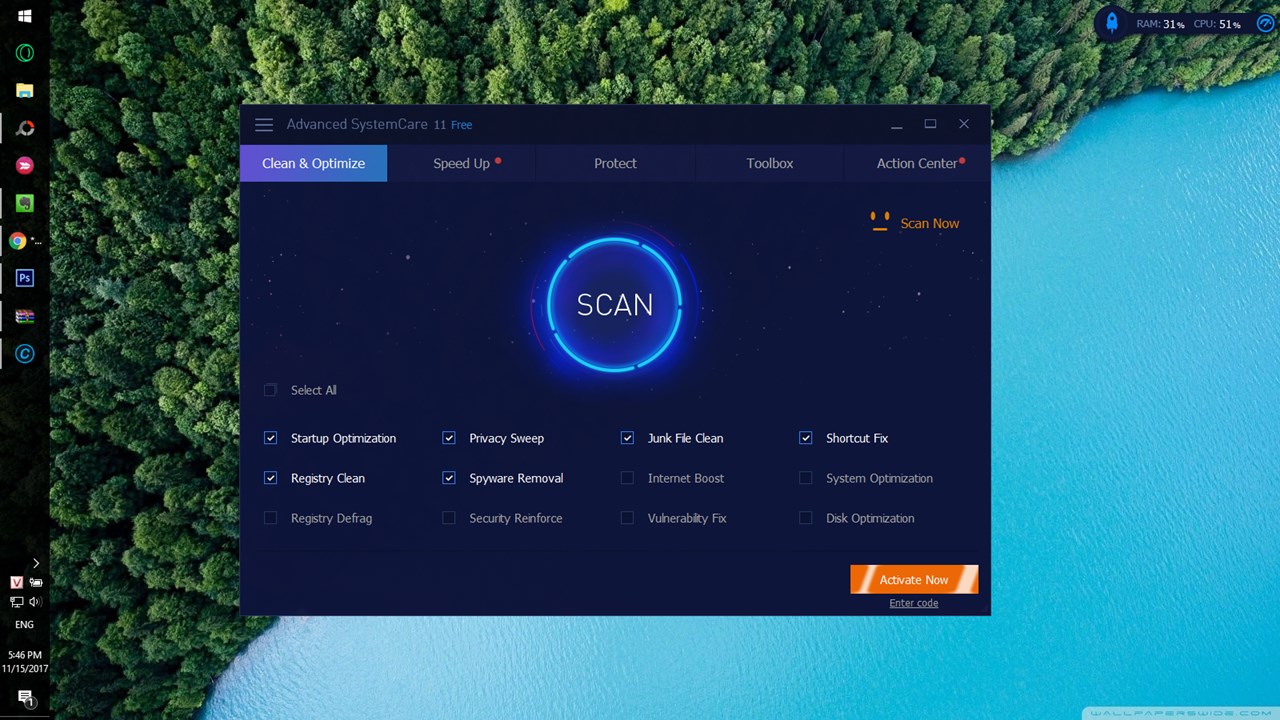 RAM: 31% CPU: 51%
Advanced SystemCare 11 Free
Clean & Optimize
Speed Up
Protect
Toolbox
Action Center
Scan Now
SCAN
Select All
Startup Optimization
Privacy Sweep
Junk File Clean
Shortcut Fix
Registry Clean
Spyware Removal
Internet Boost
System Optimization
Registry Defrag
Security Reinforce
Vulnerability Fix
Disk Optimization
Activate Now
Enter code
Ps
C
V
ENG
5:46 PM
11/15/2017
1
WALLPAPERSWIDE.COM